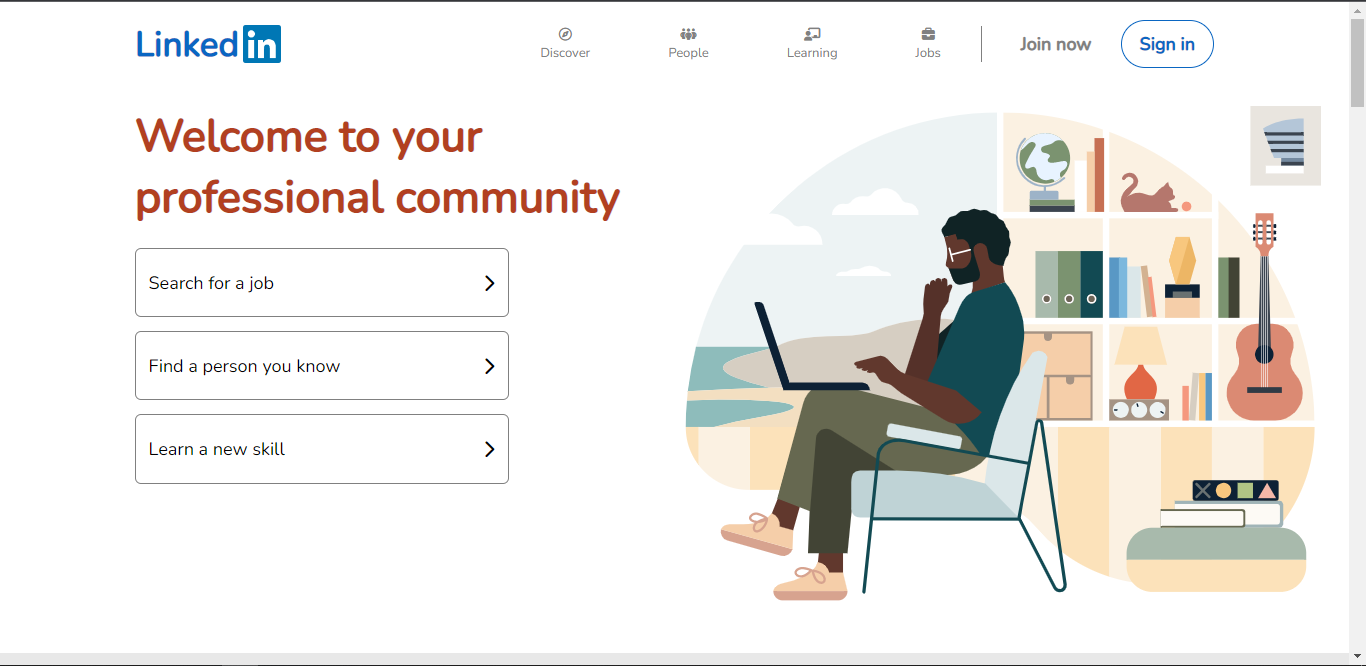 Linkedin
Discover
People
Learning
Jobs
Join now
Sign in
Welcome to your
professional community
Search for a job
Find a person you know
Learn a new skill